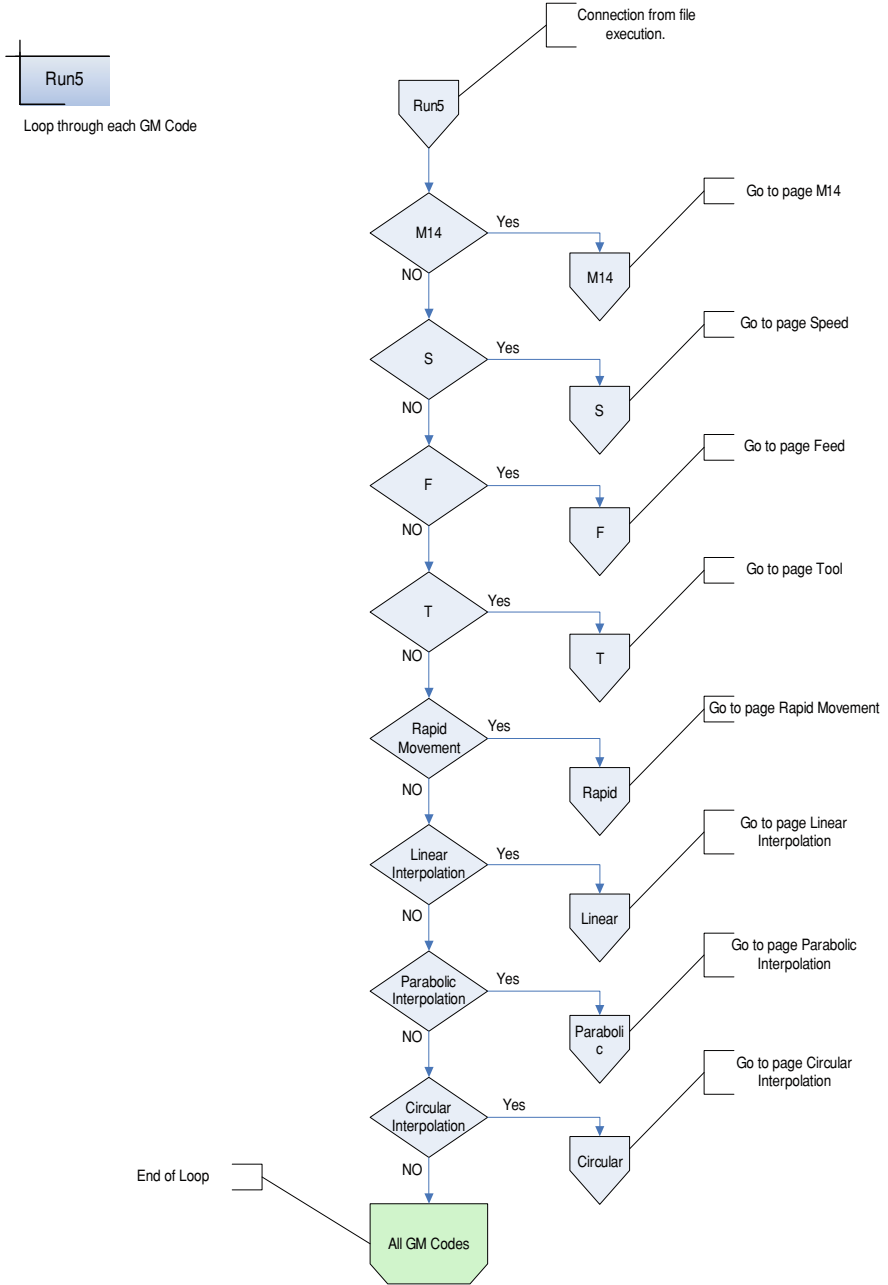 Connection from file
execution.
Run5
Loop through each GM Code
Run5
M14
Yes
NO
M14
Go to page M14
S
Yes
NO
S
Go to page Speed
F
Yes
NO
F
Go to page Feed
T
Yes
NO
T
Go to page Tool
Rapid
Movement
Yes
NO
Rapid
Go to page Rapid Movement
Linear
Interpolation
Yes
NO
Linear
Go to page Linear
Interpolation
Parabolic
Interpolation
Yes
NO
Paraboli
c
Go to page Parabolic
Interpolation
Circular
Interpolation
Yes
NO
Circular
Go to page Circular
Interpolation
End of Loop
All GM Codes